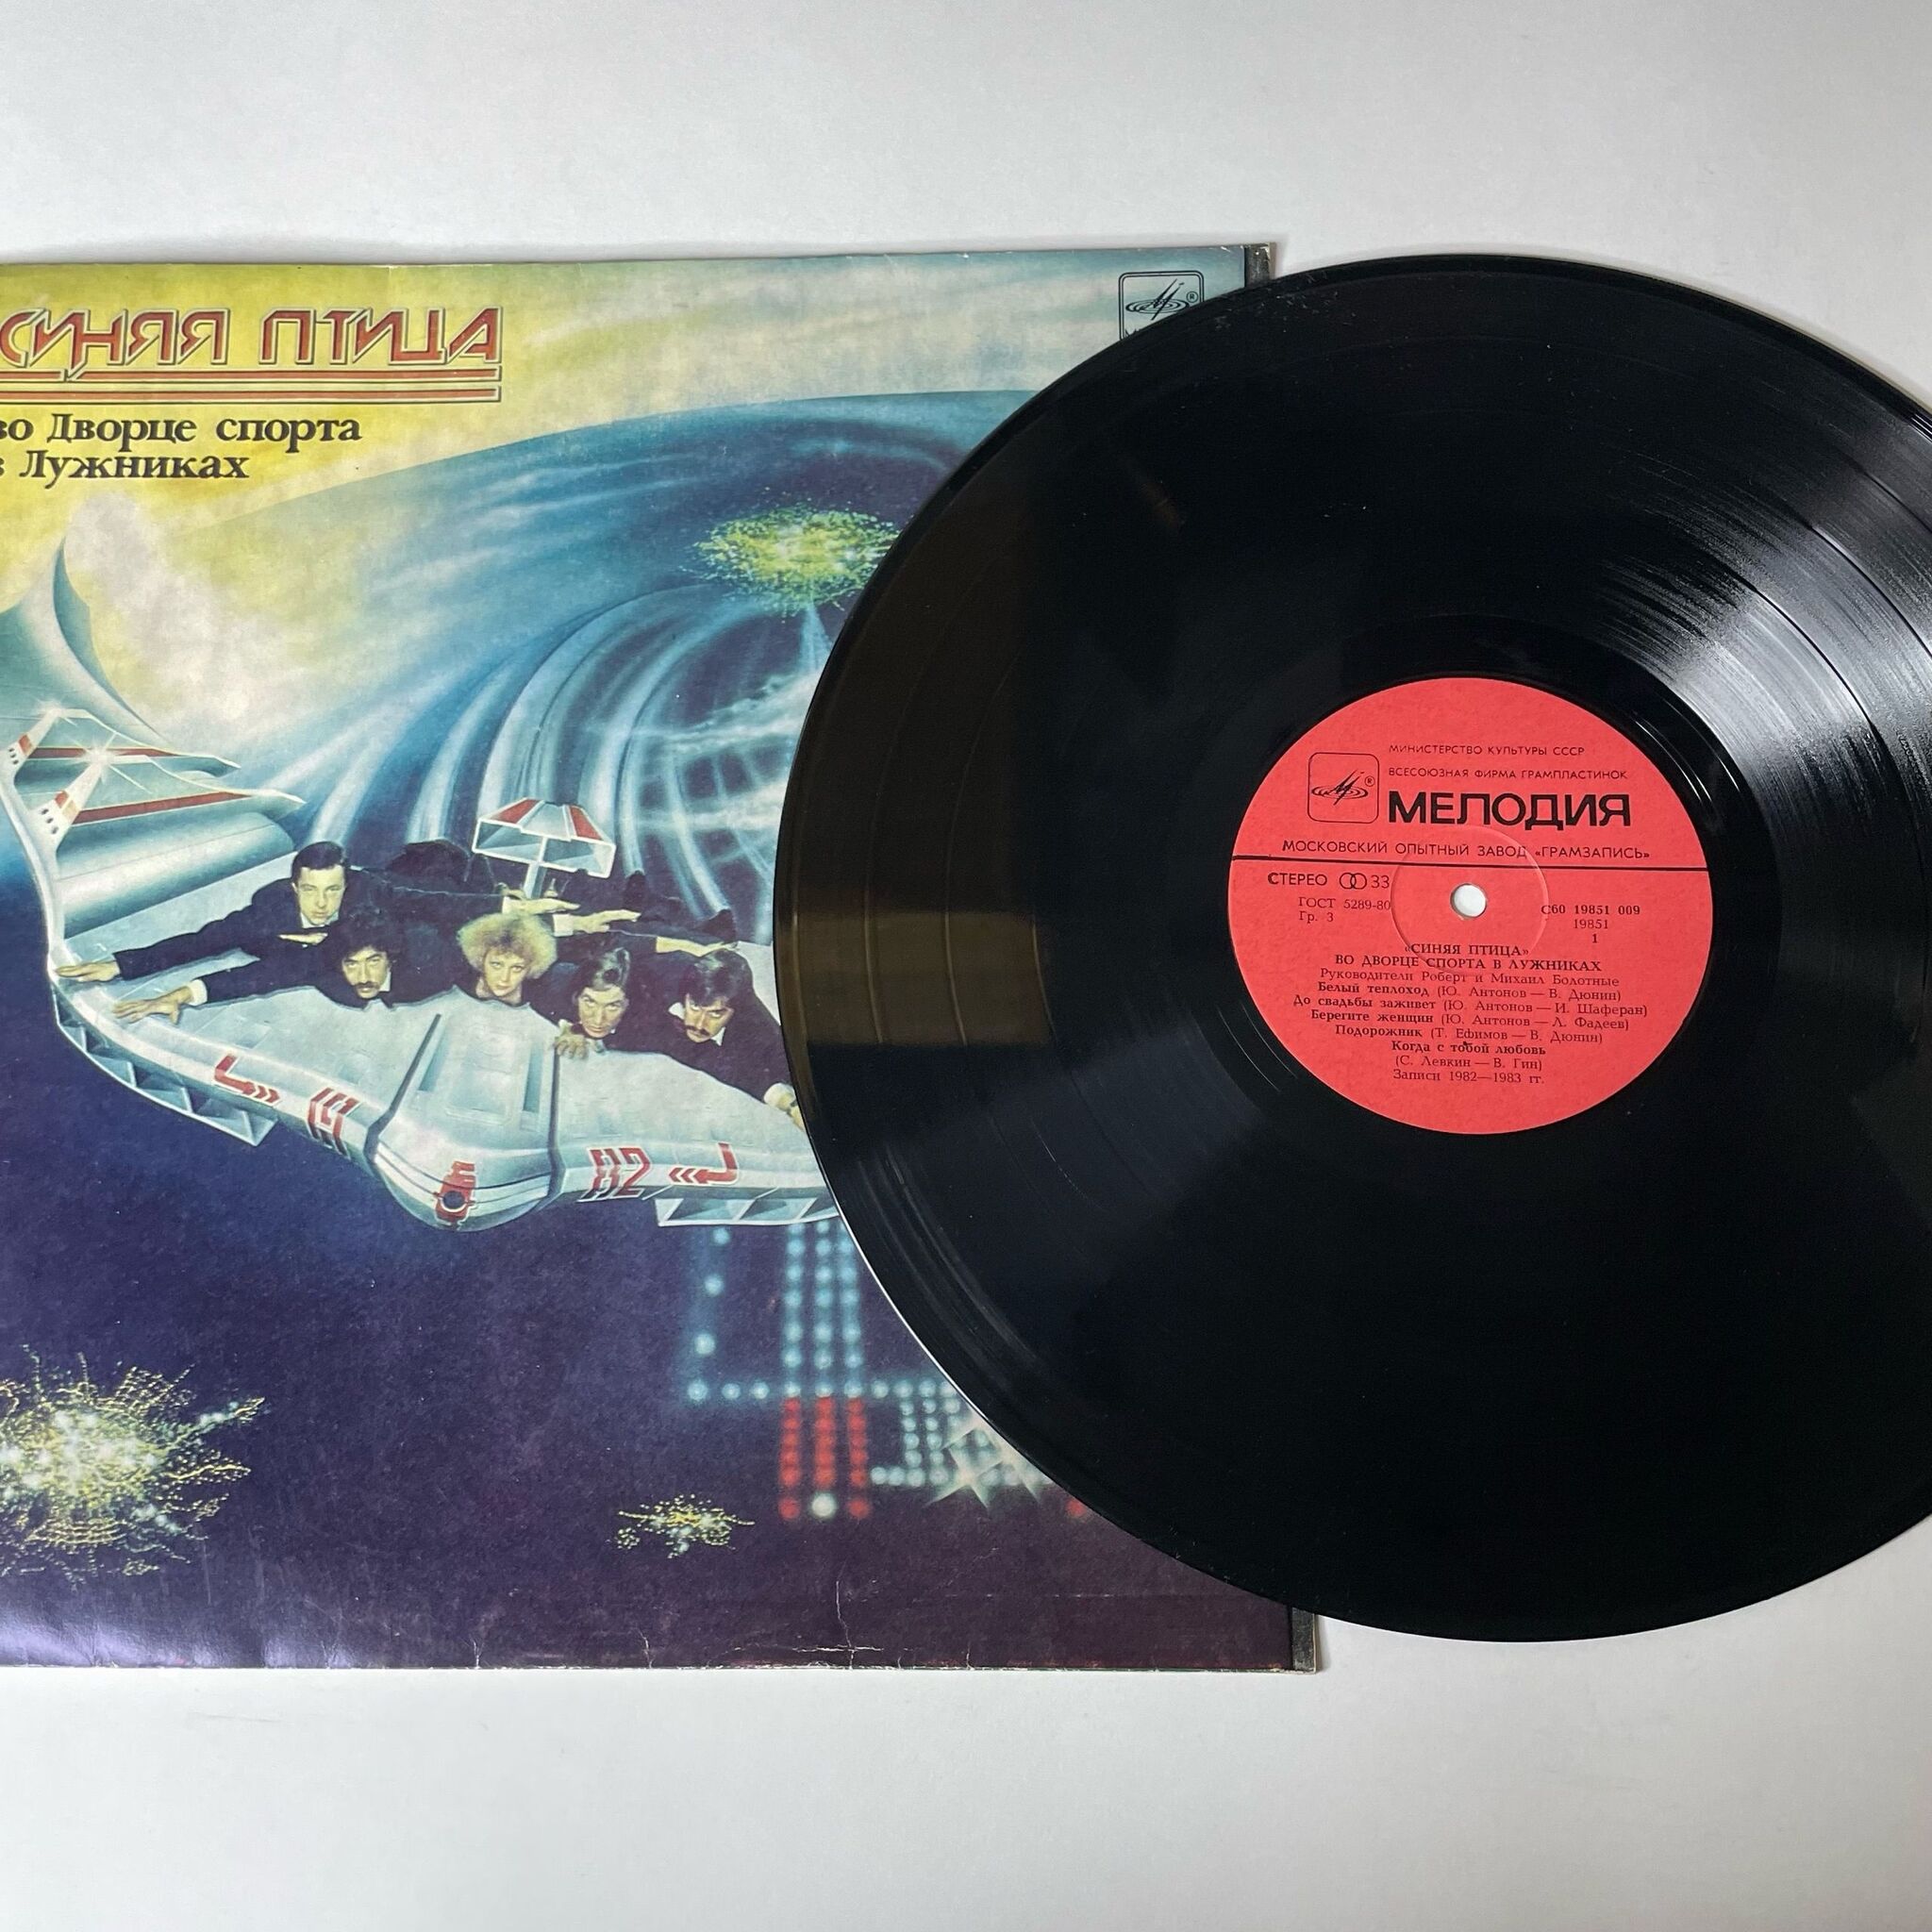 СИНЯЯ ПТИЦА
во Дворце спорта
в Лужниках
19
82
МИНИСТЕРСТВО КУЛЬТУРЫ СССР
ВСЕСОЮЗНАЯ ФИРМА ГРАМПЛАСТИНОК
МЕЛОДИЯ
МОСКОВСКИЙ ОПЫТНЫЙ ЗАВОД «ГРАМЗАПИСЬ»
СТЕРЕО 33
ГОСТ 5289-80
Гр. 3
С60 19851 009
19851
1
«СИНЯЯ ПТИЦА»
ВО ДВОРЦЕ СПОРТА В ЛУЖНИКАХ
Руководители Роберт и Михаил Болотные
Белый теплоход (Ю. Антонов — В. Дюнин)
До свадьбы заживет (Ю. Антонов — И. Шаферан)
Берегите женщин (Ю. Антонов — Л. Фадеев)
Подорожник (Т. Ефимов — В. Дюнин)
Когда с тобой любовь
(С. Левкин — В. Гин)
Записи 1982—1983 гг.